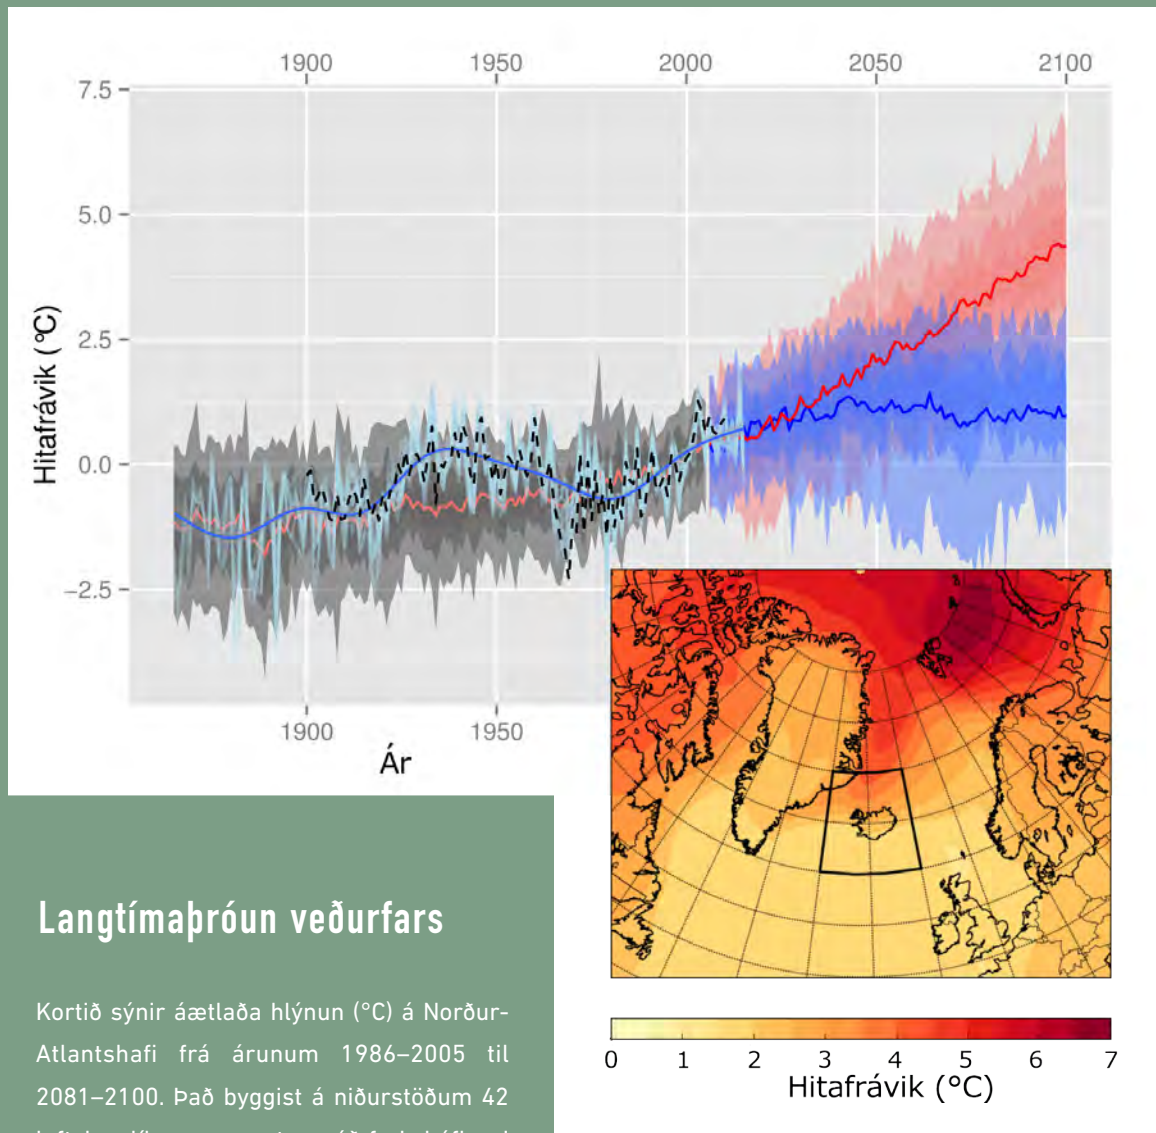 1900 1950 2000 2050 2100
7.5
5.0
2.5
0.0
−2.5
Hitafrávik (°C)
1900 1950
Ár
0 1 2 3 4 5 6 7
Hitafrávik (°C)
Langtímaþróun veðurfars
Kortið sýnir áætlaða hlýnun (°C) á Norður-
Atlantshafi frá árunum 1986–2005 til
2081–2100. Það byggist á niðurstöðum 42